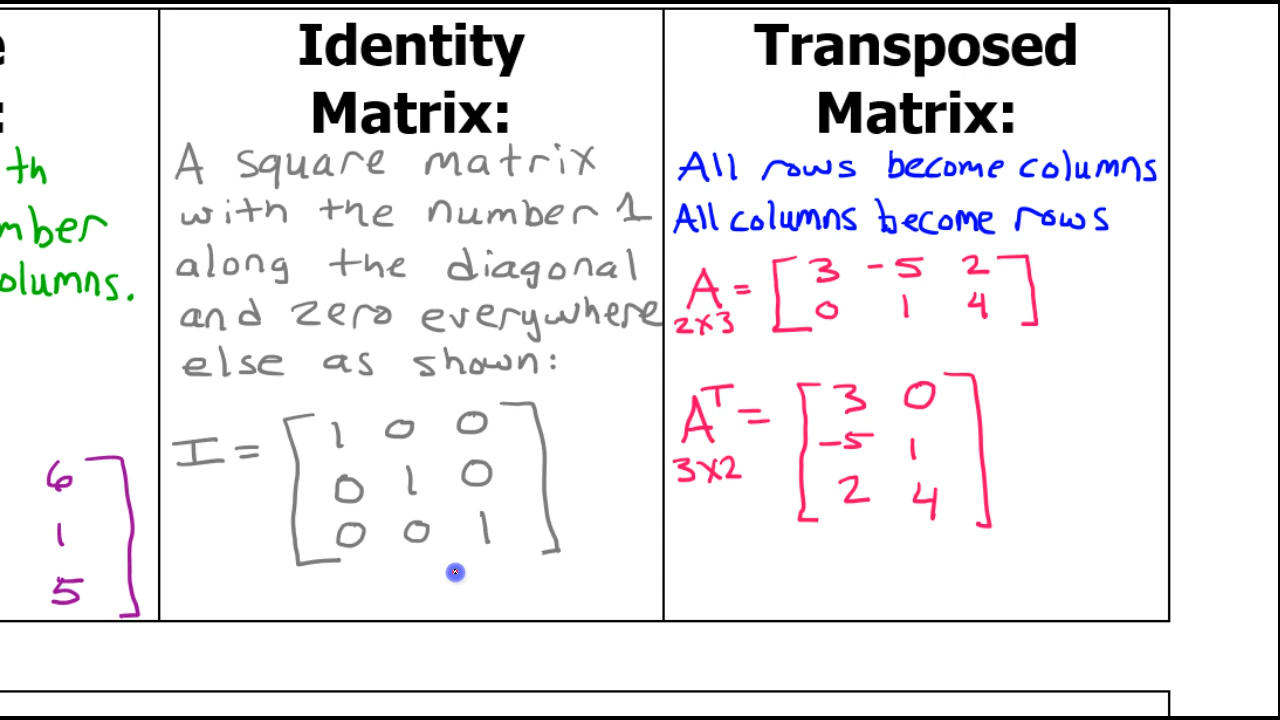 e
:
th
mber
olumns.
6
1
5
Identity
Matrix:
A square matrix
with the number 1
along the diagonal
and zero everywhere
else as shown:
I = [ 1 0 0
0 1 0
0 0 1 ]
Transposed
Matrix:
All rows become columns
All columns become rows
A = [ 3 -5 2
2x3 0 1 4 ]
Aᵀ = [ 3 0
-5 1
3x2 2 4 ]